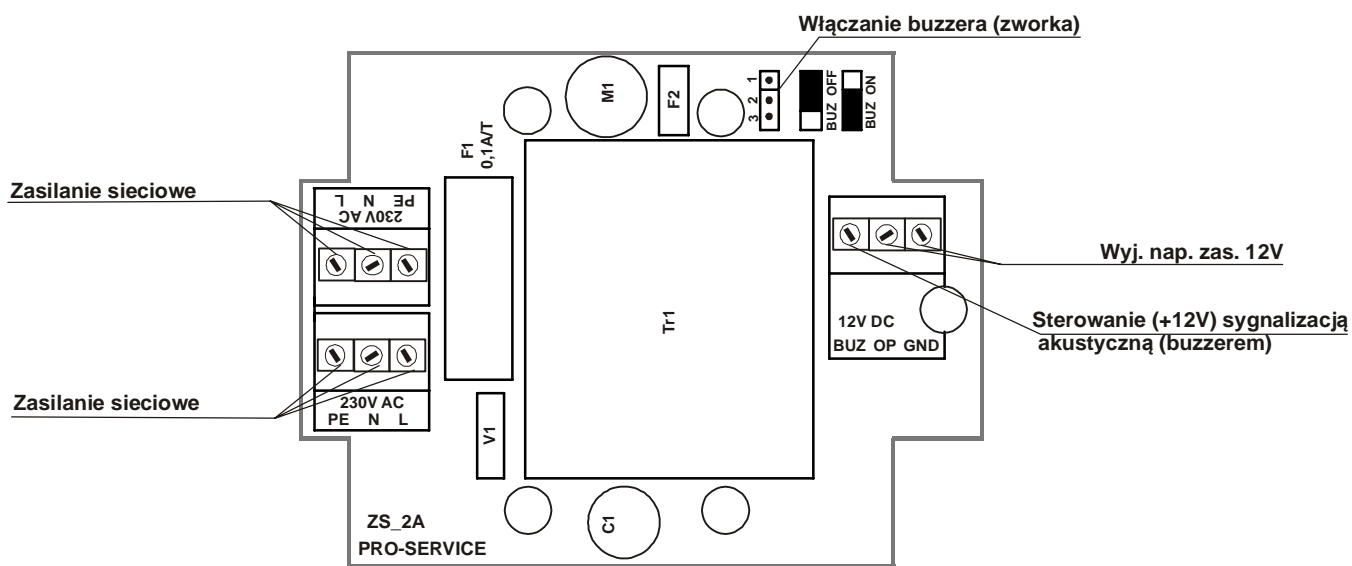 Włączanie buzzera (zworka)
M1
F2
1
2
3
BUZ OFF
BUZ ON
F1
0,1A/T
Zasilanie sieciowe
PE N L
230V AC
Tr1
Wyj. nap. zas. 12V
12V DC
BUZ OP GND
Sterowanie (+12V) sygnalizacją
akustyczną (buzzerem)
Zasilanie sieciowe
230V AC
PE N L
V1
C1
ZS_2A
PRO-SERVICE